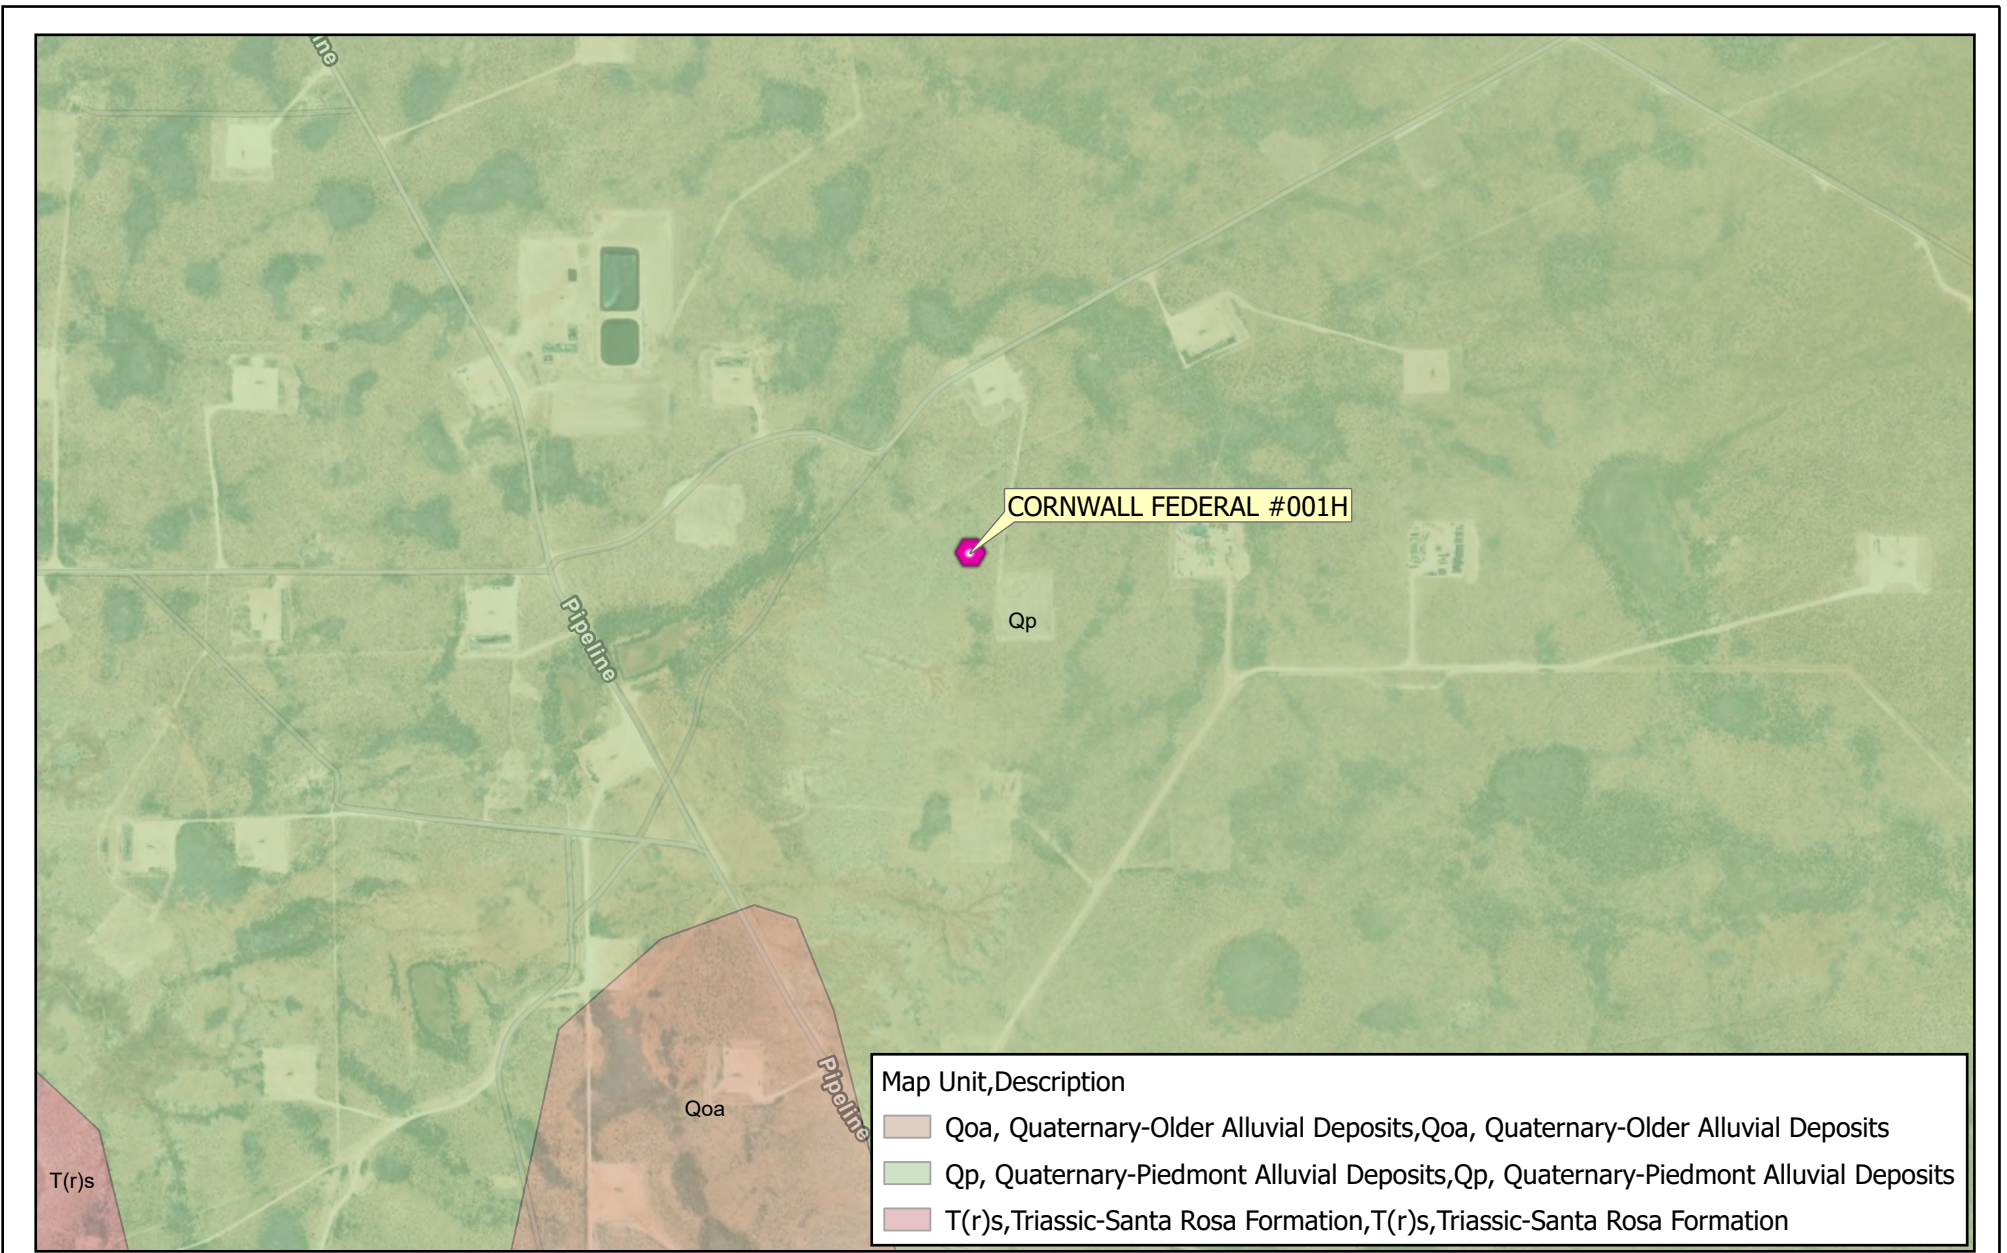 ine
CORNWALL FEDERAL #001H
Pipeline
Qp
Pipeline
Qoa
T(r)s
Map Unit,Description
Qoa, Quaternary-Older Alluvial Deposits,Qoa, Quaternary-Older Alluvial Deposits
Qp, Quaternary-Piedmont Alluvial Deposits,Qp, Quaternary-Piedmont Alluvial Deposits
T(r)s,Triassic-Santa Rosa Formation,T(r)s,Triassic-Santa Rosa Formation